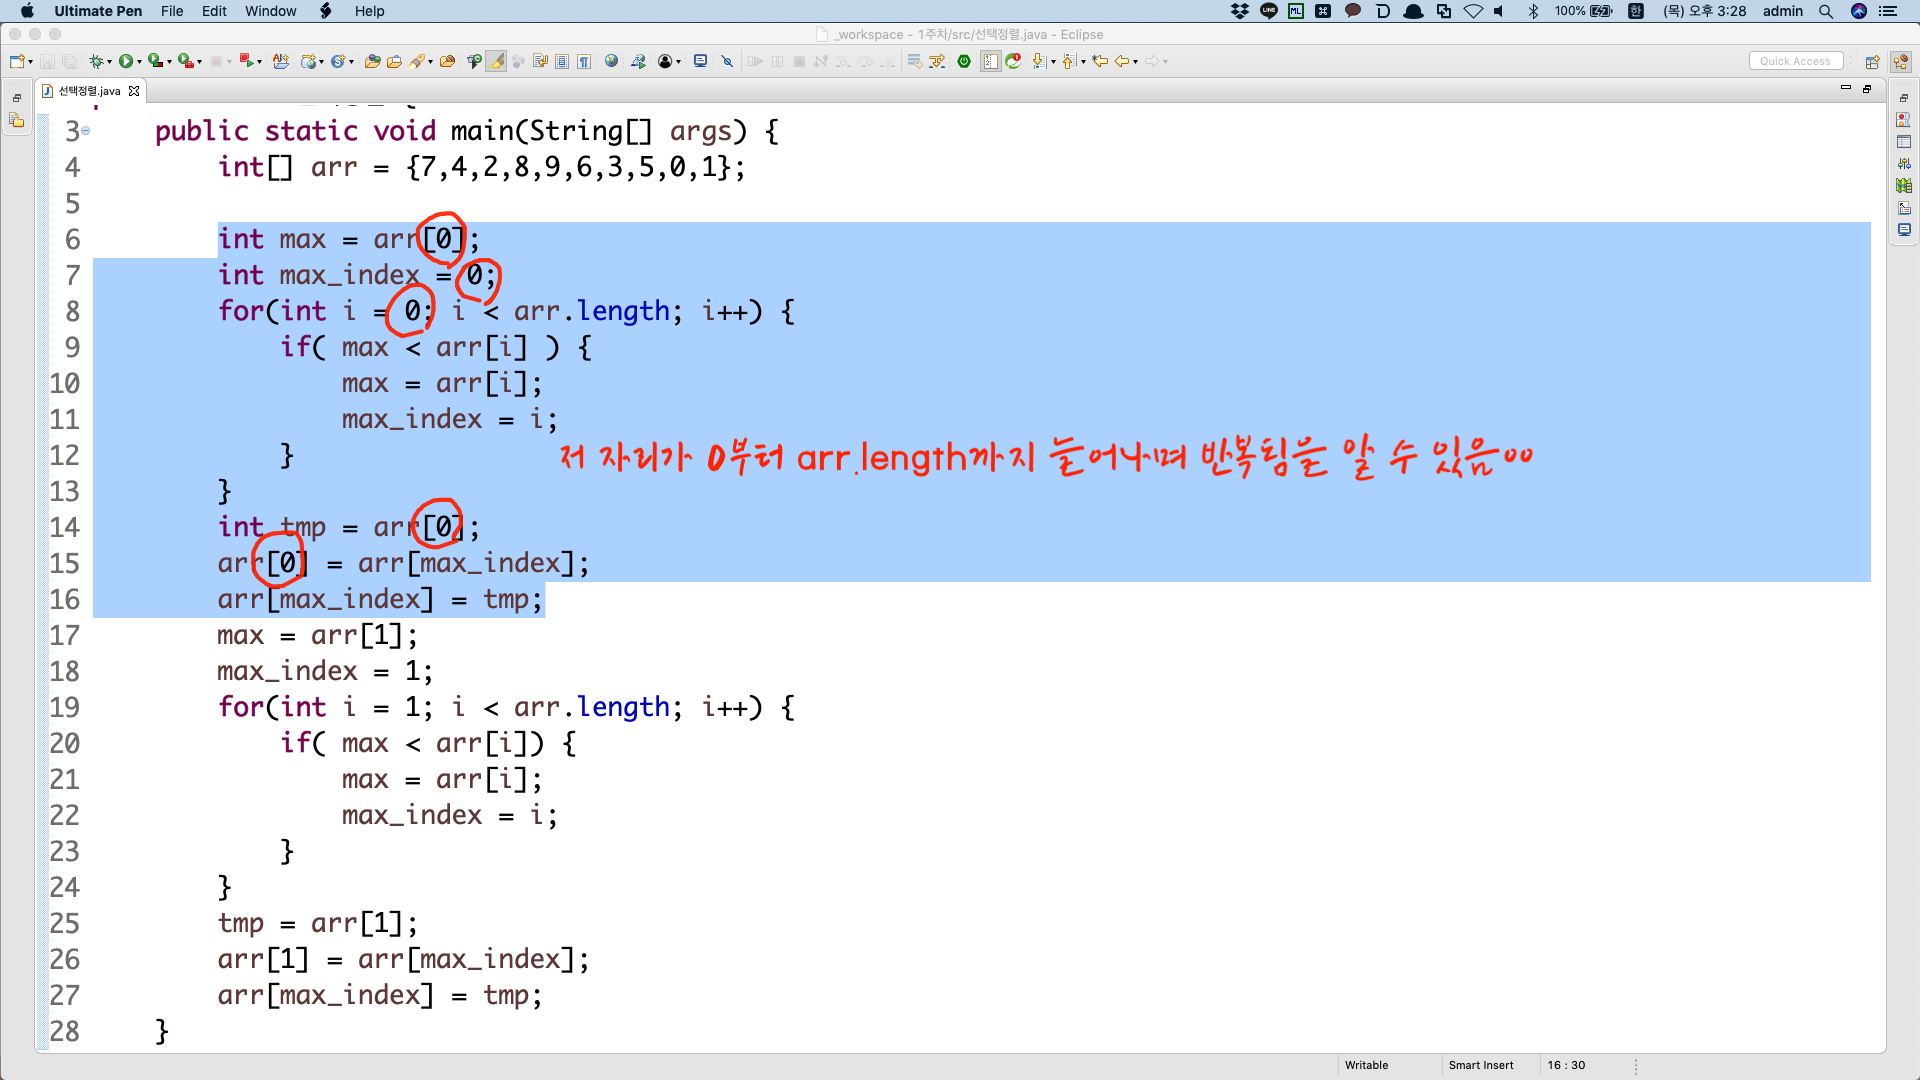 Ultimate Pen File Edit Window Help 100% 한 (목) 오후 3:28 admin
_workspace - 1주차/src/선택정렬.java - Eclipse
Quick Access
선택정렬.java
3 public static void main(String[] args) {
4 int[] arr = {7,4,2,8,9,6,3,5,0,1};
5
6 int max = arr[0];
7 int max_index = 0;
8 for(int i = 0; i < arr.length; i++) {
9 if( max < arr[i] ) {
10 max = arr[i];
11 max_index = i;
12 }
저 자리가 0부터 arr.length까지 늘어나며 반복됨을 알 수 있음ㅇㅇ
13 }
14 int tmp = arr[0];
15 arr[0] = arr[max_index];
16 arr[max_index] = tmp;
17 max = arr[1];
18 max_index = 1;
19 for(int i = 1; i < arr.length; i++) {
20 if( max < arr[i]) {
21 max = arr[i];
22 max_index = i;
23 }
24 }
25 tmp = arr[1];
26 arr[1] = arr[max_index];
27 arr[max_index] = tmp;
28 }
Writable Smart Insert 16 : 30